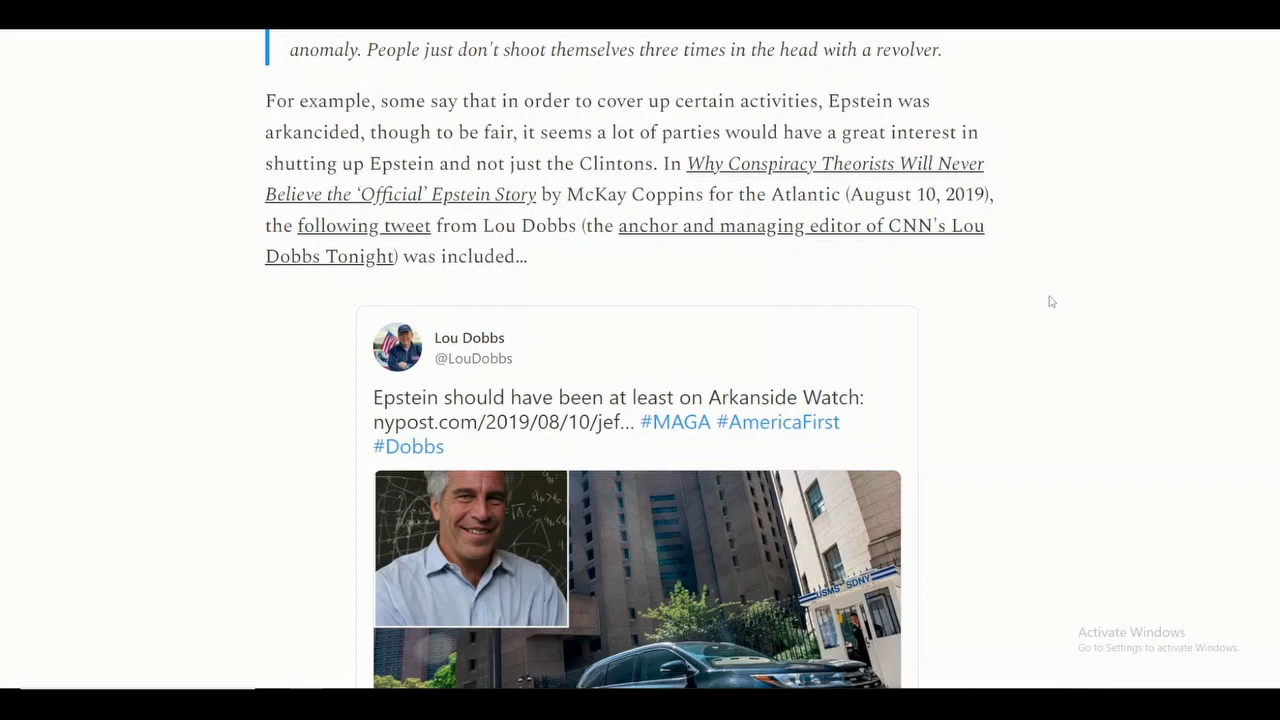 anomaly. People just don't shoot themselves three times in the head with a revolver.
For example, some say that in order to cover up certain activities, Epstein was
arkancided, though to be fair, it seems a lot of parties would have a great interest in
shutting up Epstein and not just the Clintons. In Why Conspiracy Theorists Will Never
Believe the ‘Official’ Epstein Story by McKay Coppins for the Atlantic (August 10, 2019),
the following tweet from Lou Dobbs (the anchor and managing editor of CNN's Lou
Dobbs Tonight) was included...
Lou Dobbs
@LouDobbs
Epstein should have been at least on Arkanside Watch:
nypost.com/2019/08/10/jef... #MAGA #AmericaFirst
#Dobbs
USMS SDNY
Activate Windows
Go to Settings to activate Windows.